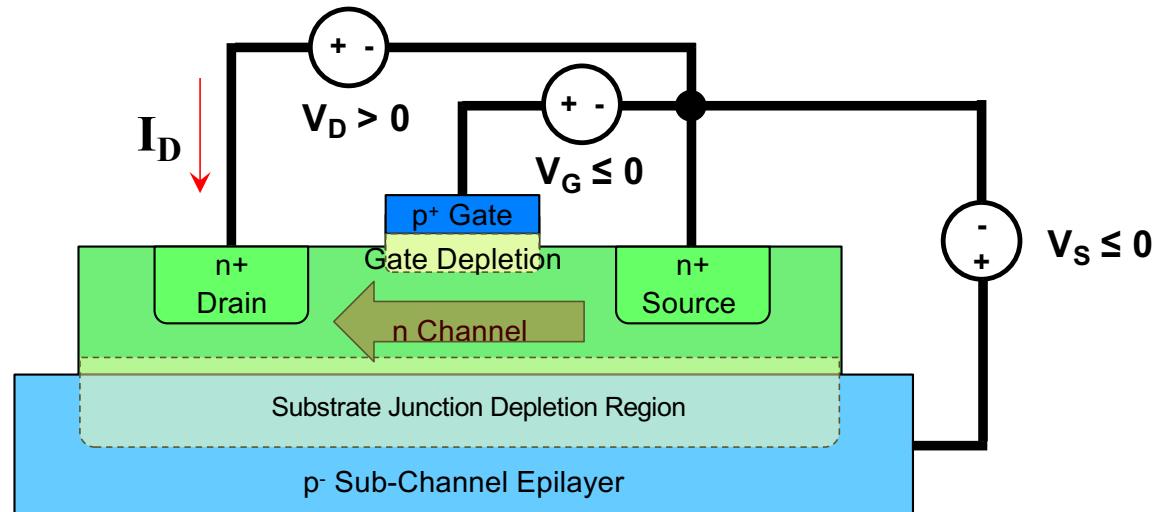 + -
V_D > 0
I_D
+ -
V_G ≤ 0
-
+
V_S ≤ 0
p⁺ Gate
Gate Depletion
n+
Drain
n+
Source
n Channel
Substrate Junction Depletion Region
p⁻ Sub-Channel Epilayer